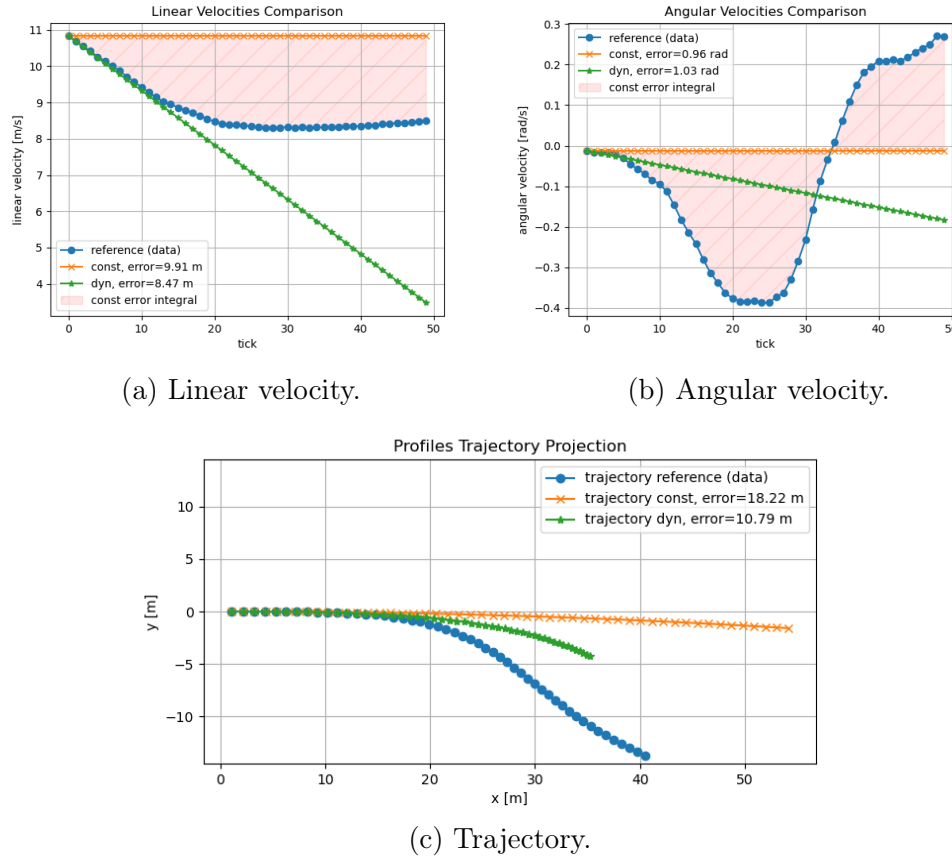 Linear Velocities Comparison
11
10
9
8
7
6
5
4
linear velocity [m/s]
reference (data)
const, error=9.91 m
dyn, error=8.47 m
const error integral
0 10 20 30 40 50
tick
(a) Linear velocity.
Angular Velocities Comparison
0.3
0.2
0.1
0.0
−0.1
−0.2
−0.3
−0.4
angular velocity [rad/s]
reference (data)
const, error=0.96 rad
dyn, error=1.03 rad
const error integral
0 10 20 30 40 50
tick
(b) Angular velocity.
Profiles Trajectory Projection
10
5
0
−5
−10
y [m]
trajectory reference (data)
trajectory const, error=18.22 m
trajectory dyn, error=10.79 m
0 10 20 30 40 50
x [m]
(c) Trajectory.